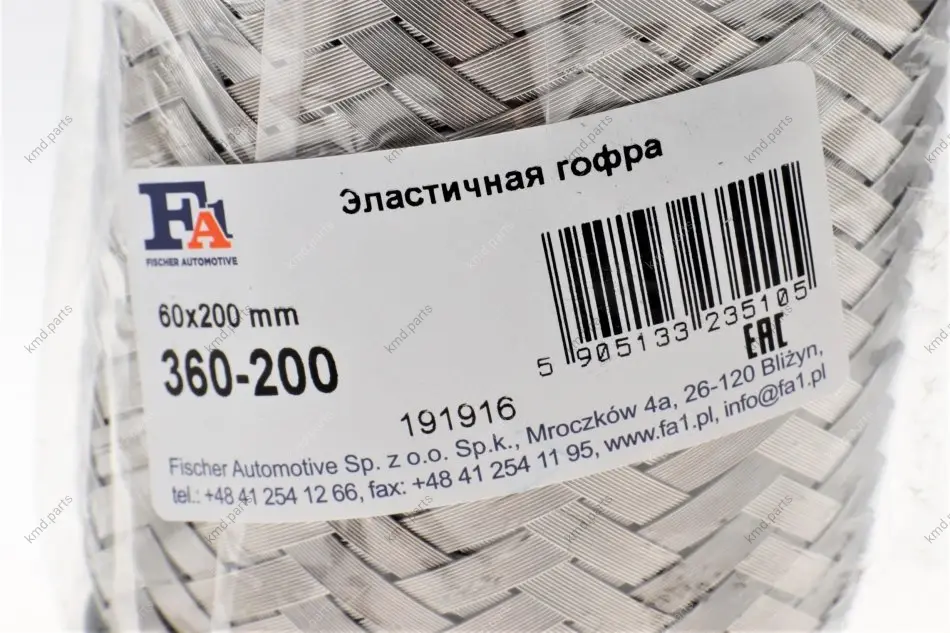 Эластичная гофра
FA1
FISCHER AUTOMOTIVE
60x200 mm
360-200
5 905133 235105
EAC
191916
Fischer Automotive Sp. z o.o. Sp.k., Mroczków 4a, 26-120 Bliżyn,
tel.: +48 41 254 12 66, fax: +48 41 254 11 95, www.fa1.pl, info@fa1.pl
kmd.parts